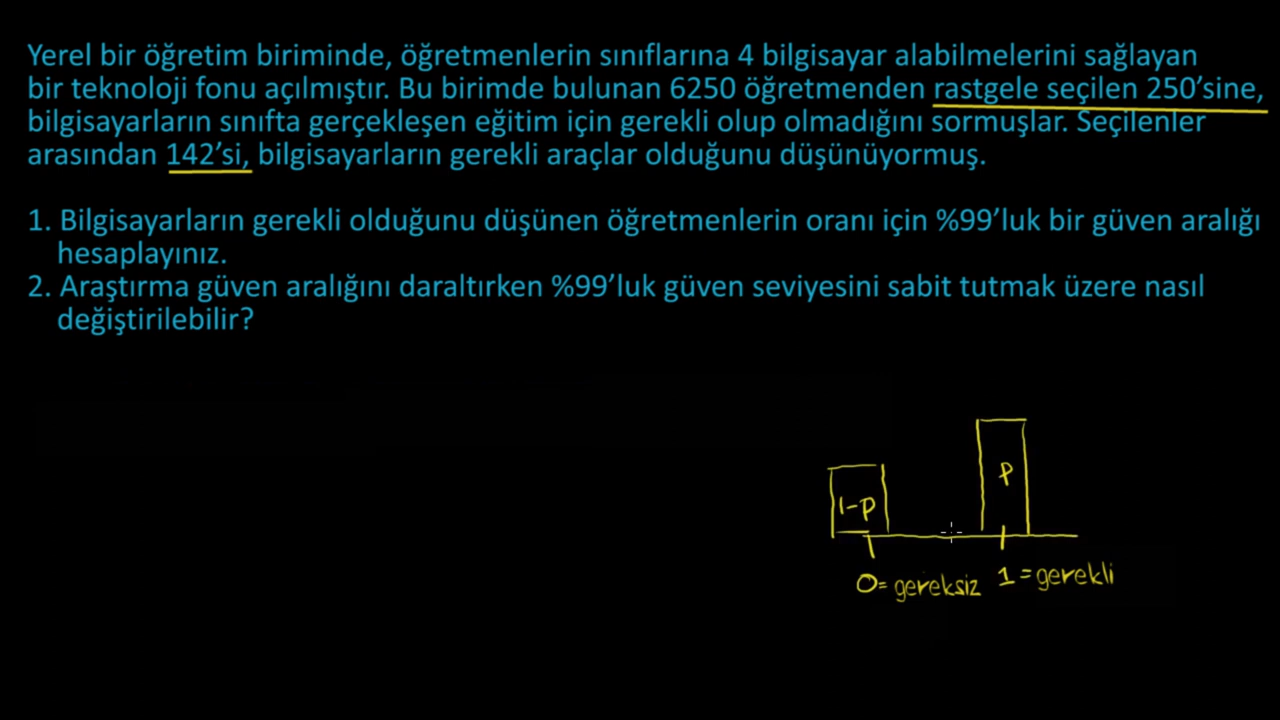 Yerel bir öğretim biriminde, öğretmenlerin sınıflarına 4 bilgisayar alabilmelerini sağlayan
bir teknoloji fonu açılmıştır. Bu birimde bulunan 6250 öğretmenden rastgele seçilen 250'sine,
bilgisayarların sınıfta gerçekleşen eğitim için gerekli olup olmadığını sormuşlar. Seçilenler
arasından 142'si, bilgisayarların gerekli araçlar olduğunu düşünüyormuş.
1. Bilgisayarların gerekli olduğunu düşünen öğretmenlerin oranı için %99'luk bir güven aralığı
hesaplayınız.
2. Araştırma güven aralığını daraltırken %99'luk güven seviyesini sabit tutmak üzere nasıl
değiştirilebilir?
1-p
p
0= gereksiz
1 = gerekli